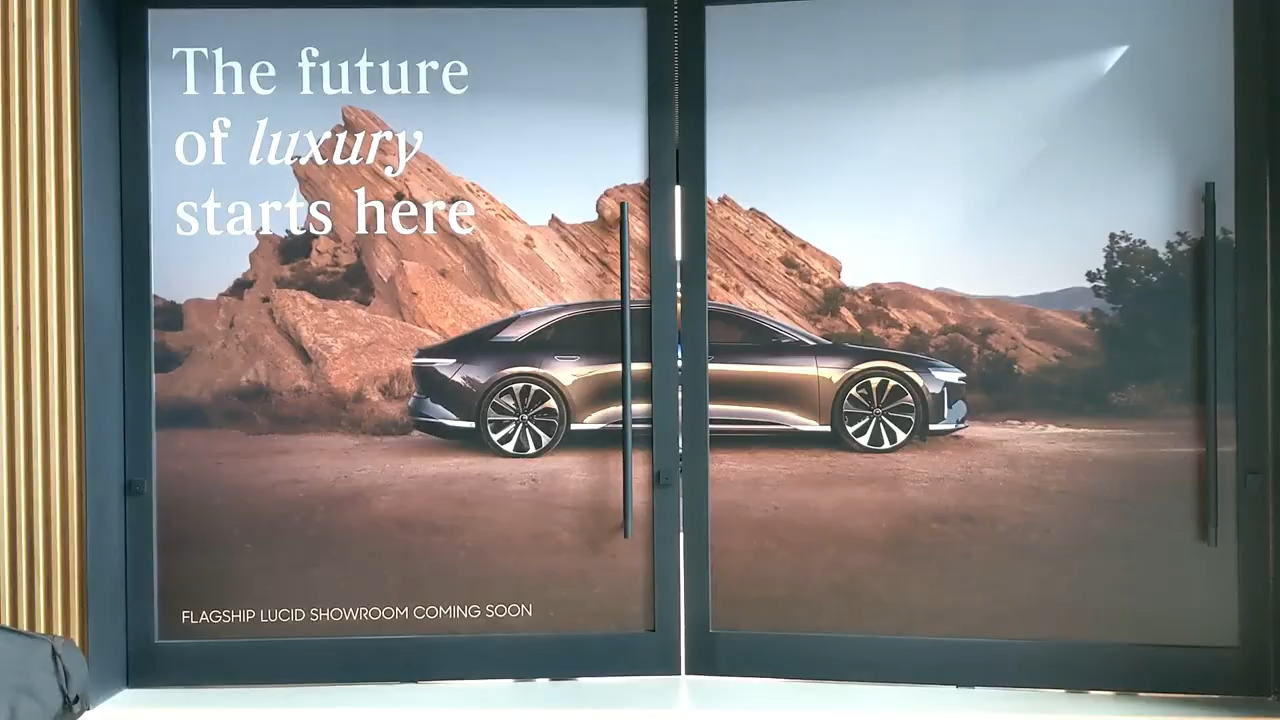 The future
of luxury
starts here
FLAGSHIP LUCID SHOWROOM COMING SOON